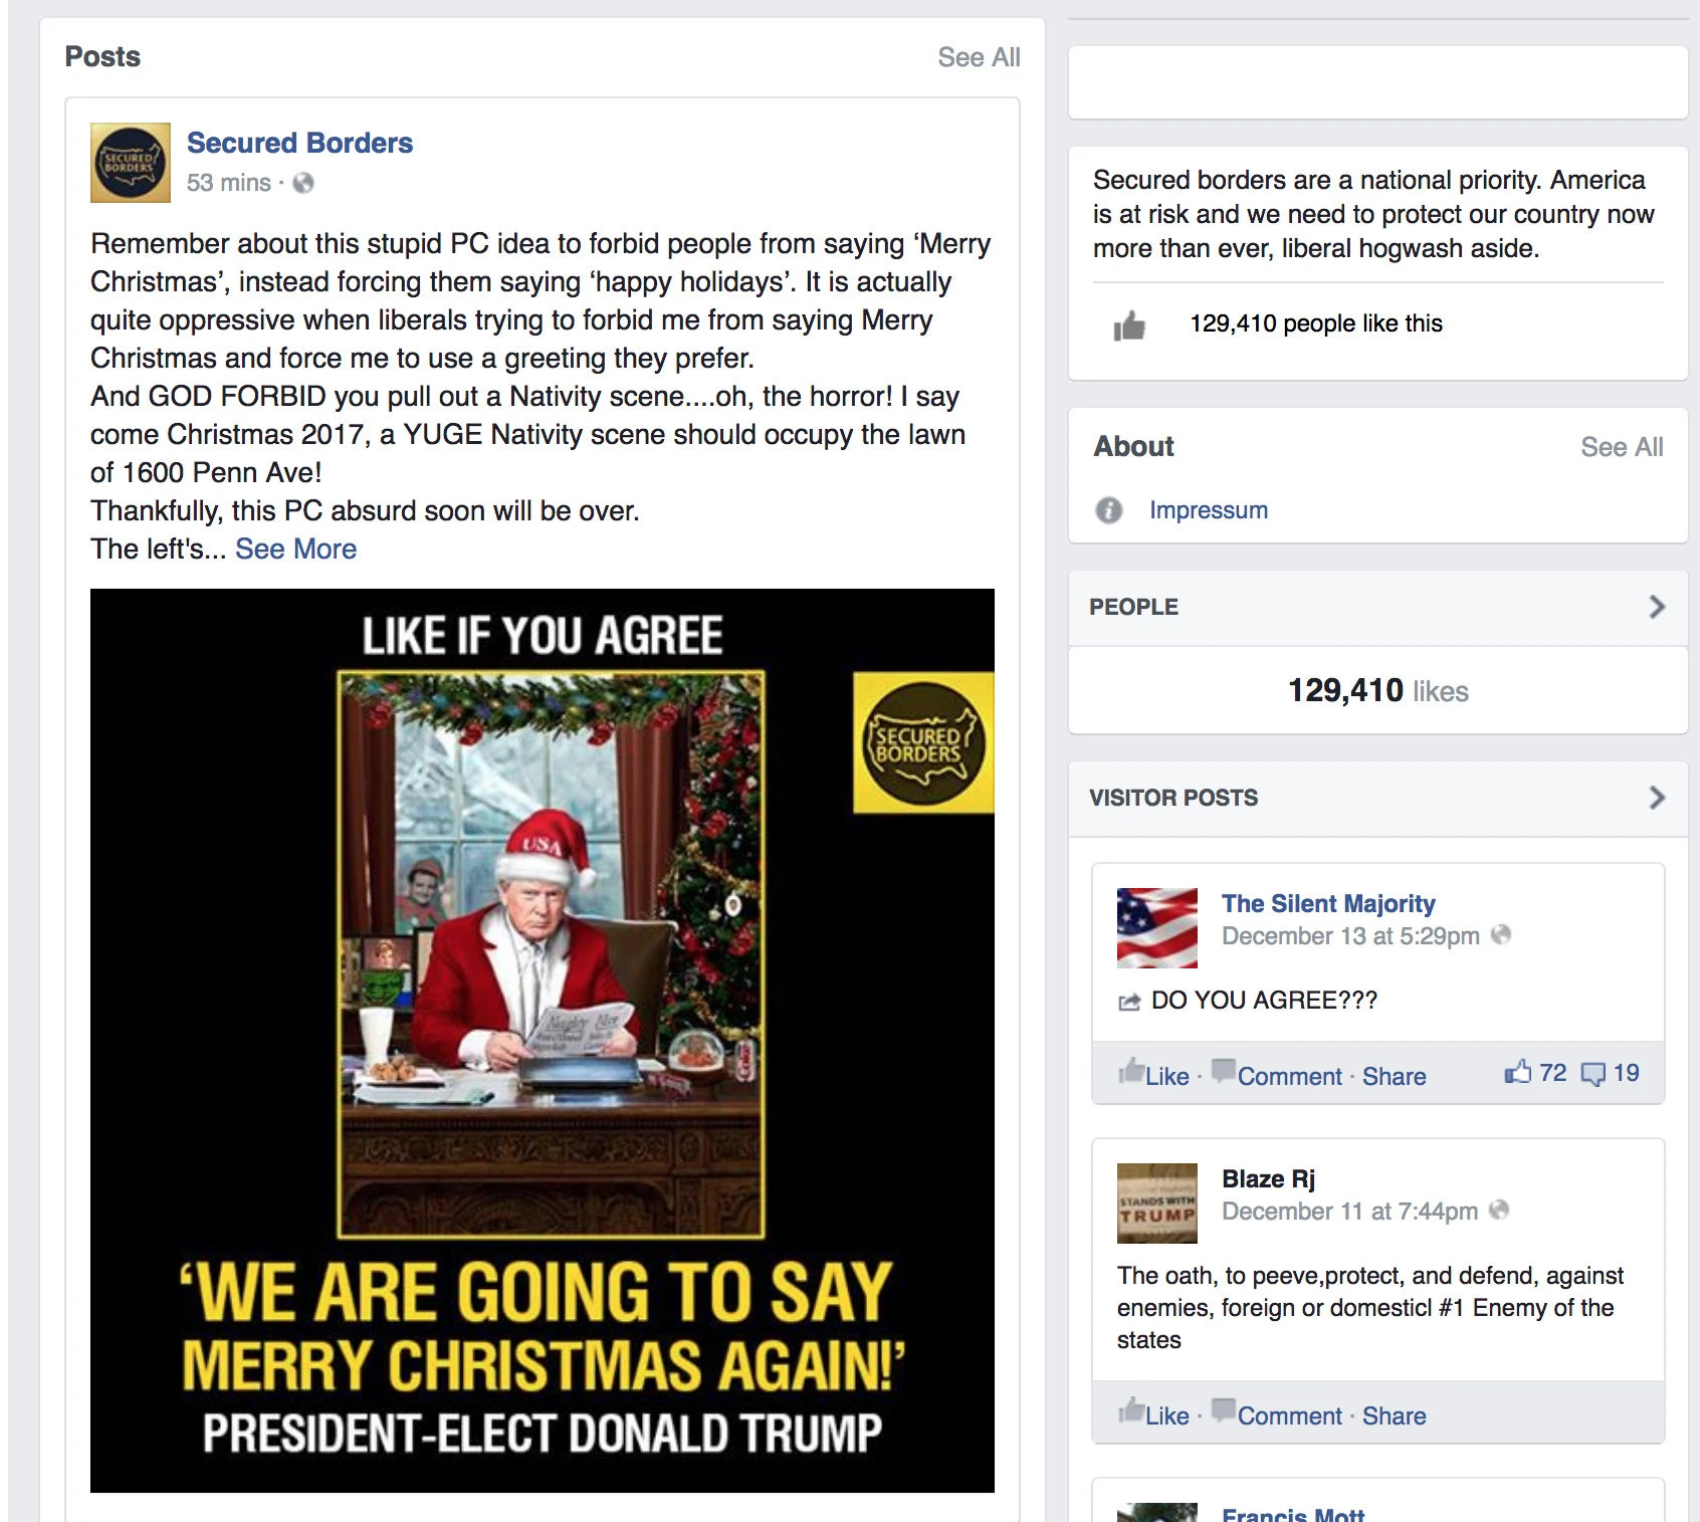 Posts
See All
SECURED
BORDERS
Secured Borders
53 mins ·
Remember about this stupid PC idea to forbid people from saying ‘Merry
Christmas’, instead forcing them saying ‘happy holidays’. It is actually
quite oppressive when liberals trying to forbid me from saying Merry
Christmas and force me to use a greeting they prefer.
And GOD FORBID you pull out a Nativity scene....oh, the horror! I say
come Christmas 2017, a YUGE Nativity scene should occupy the lawn
of 1600 Penn Ave!
Thankfully, this PC absurd soon will be over.
The left's... See More
LIKE IF YOU AGREE
SECURED
BORDERS
USA
Naughty Nice
‘WE ARE GOING TO SAY
MERRY CHRISTMAS AGAIN!’
PRESIDENT-ELECT DONALD TRUMP
Secured borders are a national priority. America
is at risk and we need to protect our country now
more than ever, liberal hogwash aside.
129,410 people like this
About
See All
Impressum
PEOPLE
129,410 likes
VISITOR POSTS
The Silent Majority
December 13 at 5:29pm
DO YOU AGREE???
Like · Comment · Share
72 19
STANDS WITH
TRUMP
Blaze Rj
December 11 at 7:44pm
The oath, to peeve,protect, and defend, against
enemies, foreign or domesticl #1 Enemy of the
states
Like · Comment · Share
Francis Mott